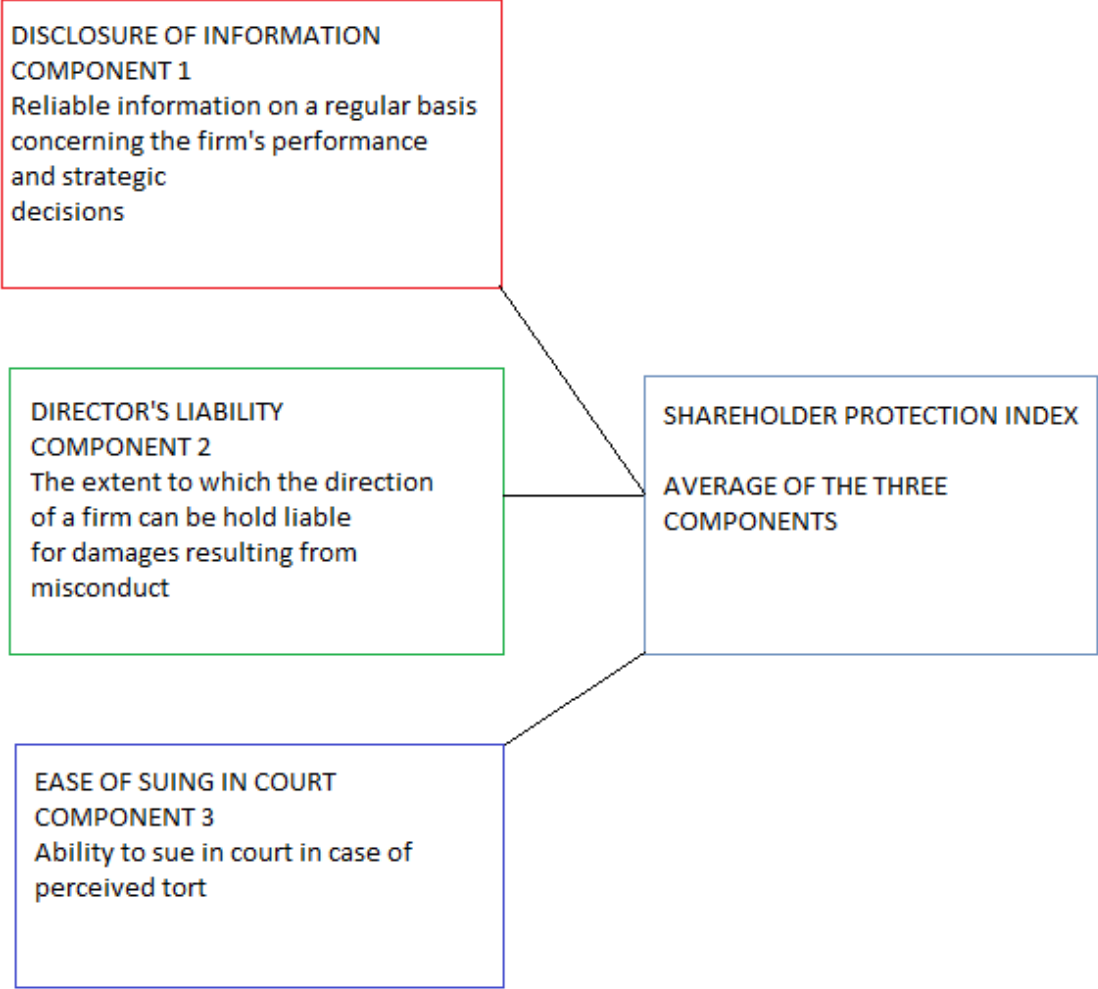 DISCLOSURE OF INFORMATION
COMPONENT 1
Reliable information on a regular basis
concerning the firm's performance
and strategic
decisions
DIRECTOR'S LIABILITY
COMPONENT 2
The extent to which the direction
of a firm can be hold liable
for damages resulting from
misconduct
SHAREHOLDER PROTECTION INDEX
AVERAGE OF THE THREE
COMPONENTS
EASE OF SUING IN COURT
COMPONENT 3
Ability to sue in court in case of
perceived tort